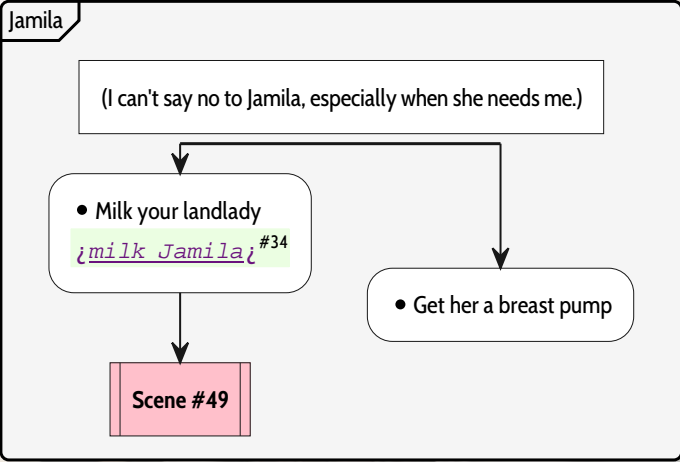 Jamila
(I can't say no to Jamila, especially when she needs me.)
• Milk your landlady
¿milk Jamila¿#34
• Get her a breast pump
Scene #49